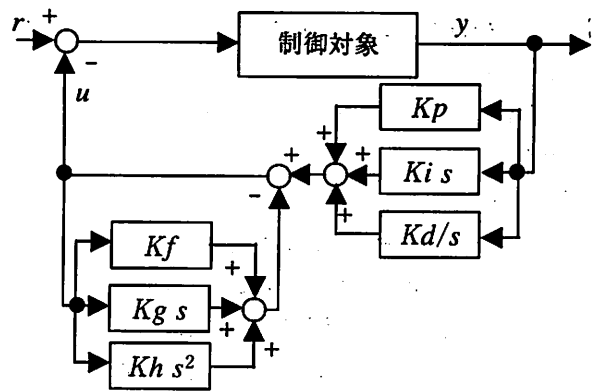 r + 制御対象 y
-
u
Kp
+
+ + Ki s
-
+ Kd/s
Kf
+
Kg s
+
Kh s² +